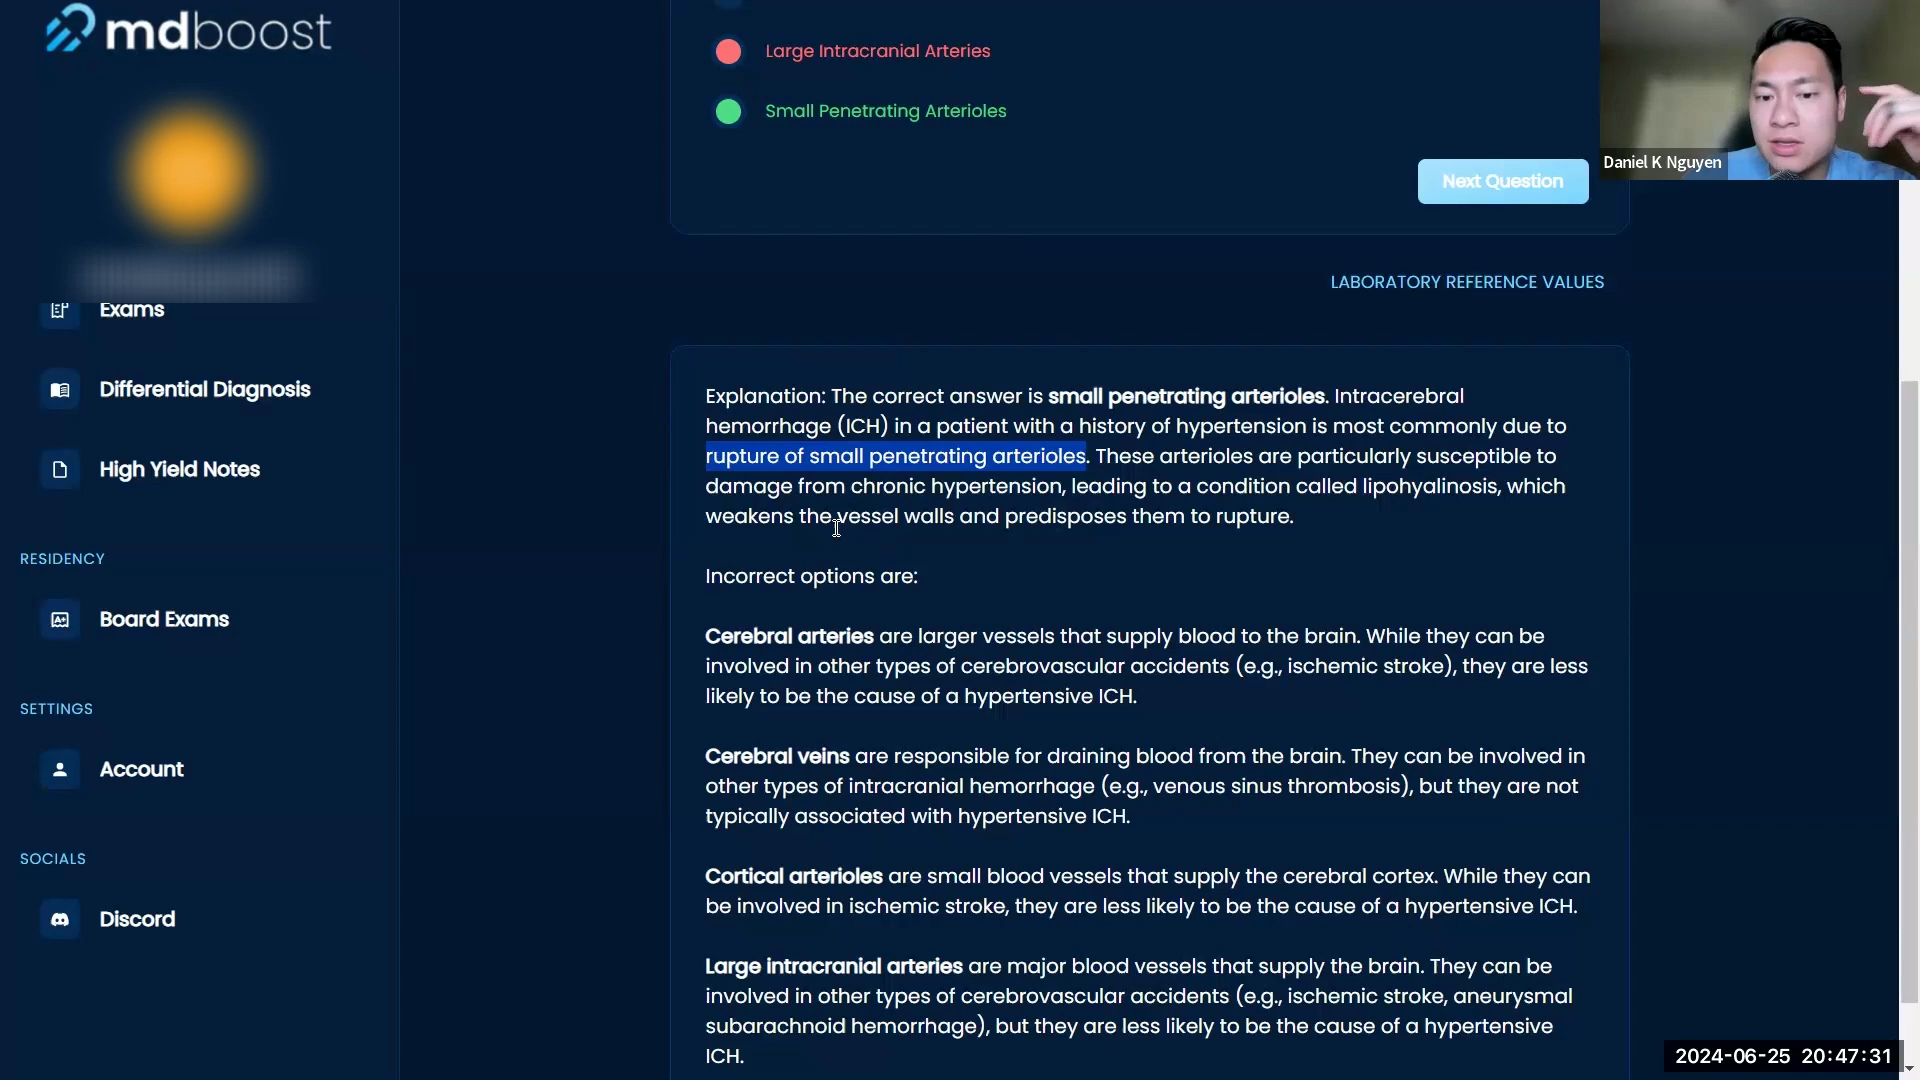 mdboost
Large Intracranial Arteries
Small Penetrating Arterioles
Daniel K Nguyen
Next Question
LABORATORY REFERENCE VALUES
Exams
Differential Diagnosis
High Yield Notes
RESIDENCY
Board Exams
SETTINGS
Account
SOCIALS
Discord
Explanation: The correct answer is small penetrating arterioles. Intracerebral
hemorrhage (ICH) in a patient with a history of hypertension is most commonly due to
rupture of small penetrating arterioles. These arterioles are particularly susceptible to
damage from chronic hypertension, leading to a condition called lipohyalinosis, which
weakens the vessel walls and predisposes them to rupture.
Incorrect options are:
Cerebral arteries are larger vessels that supply blood to the brain. While they can be
involved in other types of cerebrovascular accidents (e.g., ischemic stroke), they are less
likely to be the cause of a hypertensive ICH.
Cerebral veins are responsible for draining blood from the brain. They can be involved in
other types of intracranial hemorrhage (e.g., venous sinus thrombosis), but they are not
typically associated with hypertensive ICH.
Cortical arterioles are small blood vessels that supply the cerebral cortex. While they can
be involved in ischemic stroke, they are less likely to be the cause of a hypertensive ICH.
Large intracranial arteries are major blood vessels that supply the brain. They can be
involved in other types of cerebrovascular accidents (e.g., ischemic stroke, aneurysmal
subarachnoid hemorrhage), but they are less likely to be the cause of a hypertensive
ICH.
2024-06-25 20:47:31